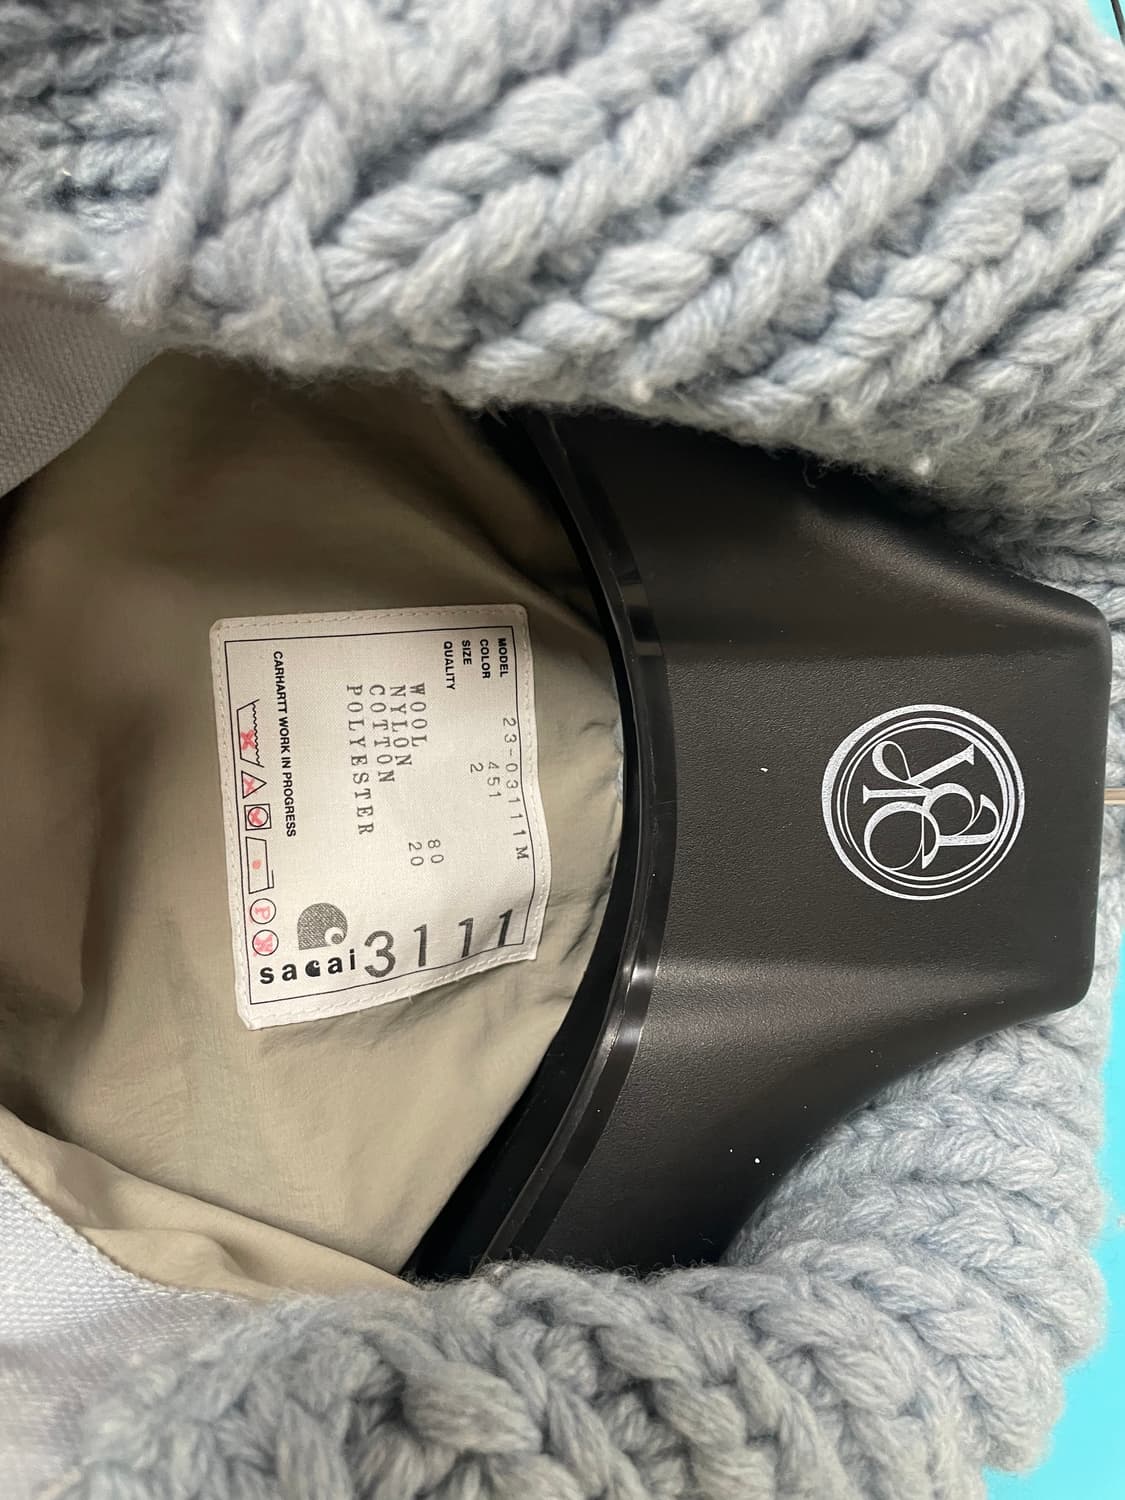 MODEL 23-03111M
COLOR 451
SIZE 2
QUALITY
WOOL 80
NYLON 20
COTTON
POLYESTER
CARHARTT WORK IN PROGRESS
P
sacai
3111